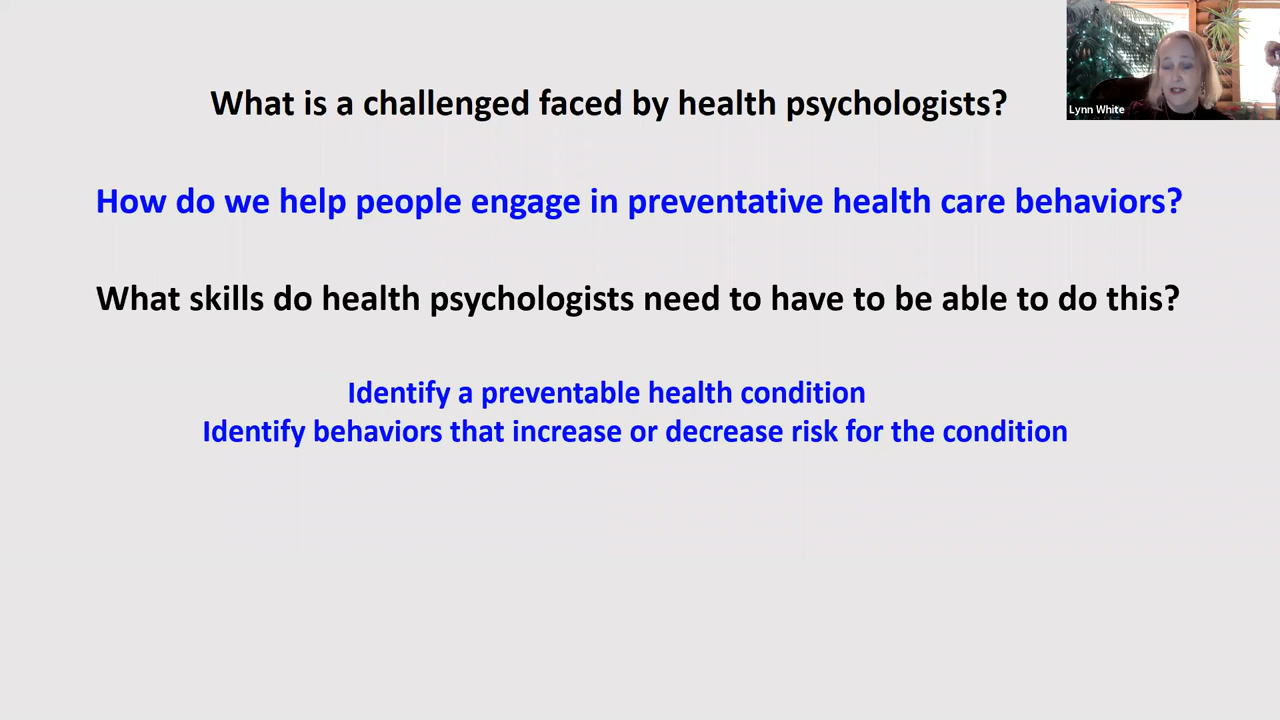 What is a challenged faced by health psychologists?
Lynn White
How do we help people engage in preventative health care behaviors?
What skills do health psychologists need to have to be able to do this?
Identify a preventable health condition
Identify behaviors that increase or decrease risk for the condition